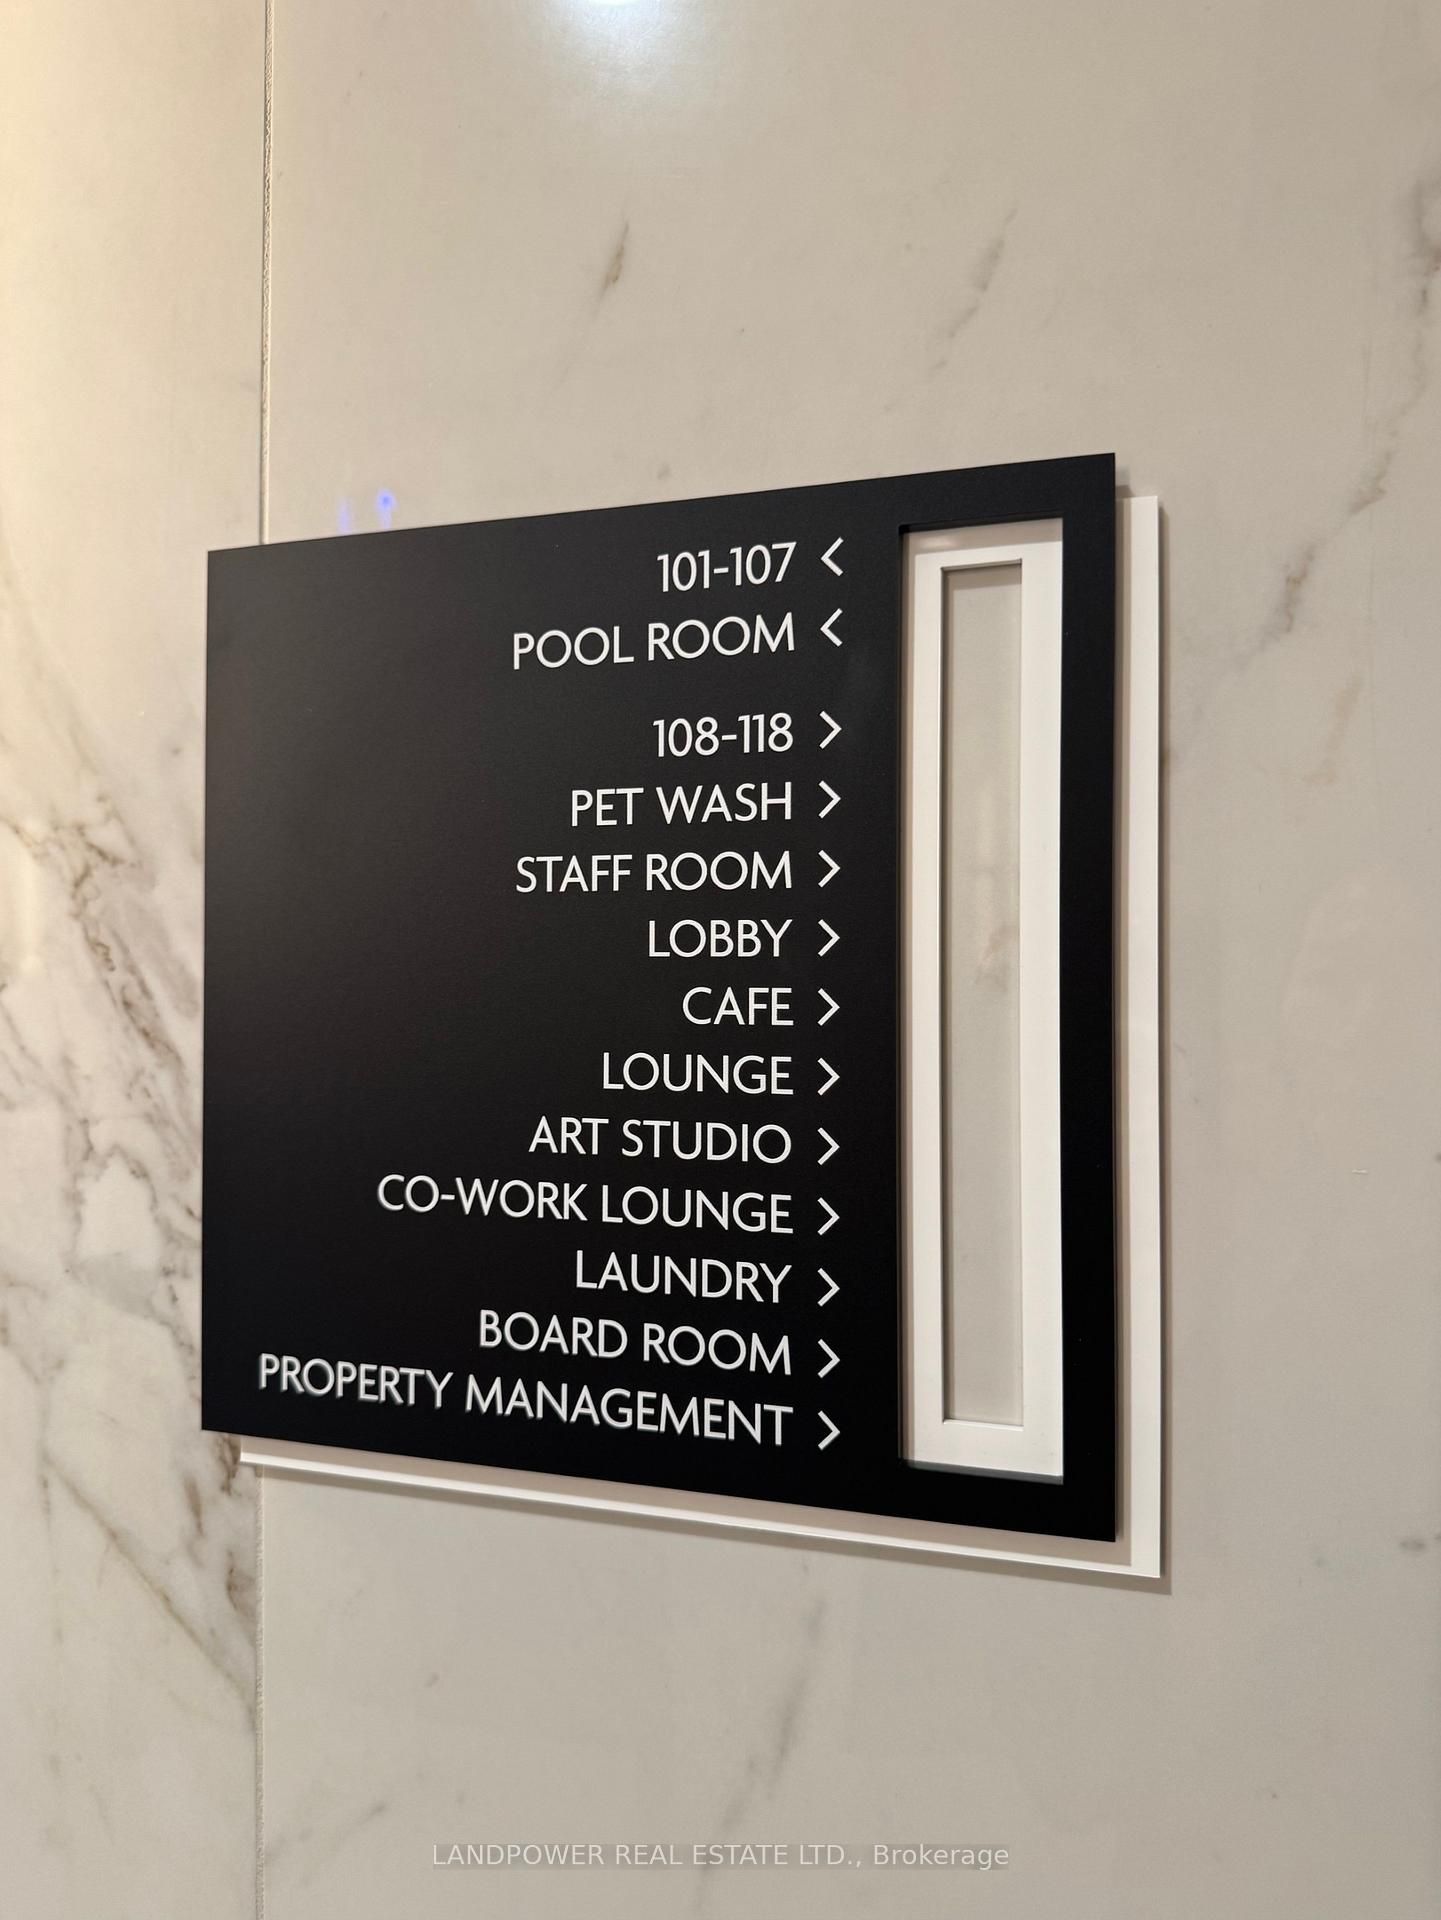 101-107 <
POOL ROOM <
108-118 >
PET WASH >
STAFF ROOM >
LOBBY >
CAFE >
LOUNGE >
ART STUDIO >
CO-WORK LOUNGE >
LAUNDRY >
BOARD ROOM >
PROPERTY MANAGEMENT >
LANDPOWER REAL ESTATE LTD., Brokerage